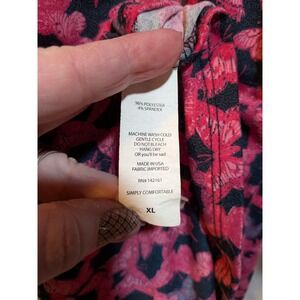 96% POLYESTER
4% SPANDEX
MACHINE WASH COLD
GENTLE CYCLE
DO NOT BLEACH
HANG DRY
OR you'll be sad
MADE IN USA
FABRIC IMPORTED
RN# 142161
SIMPLY COMFORTABLE
XL